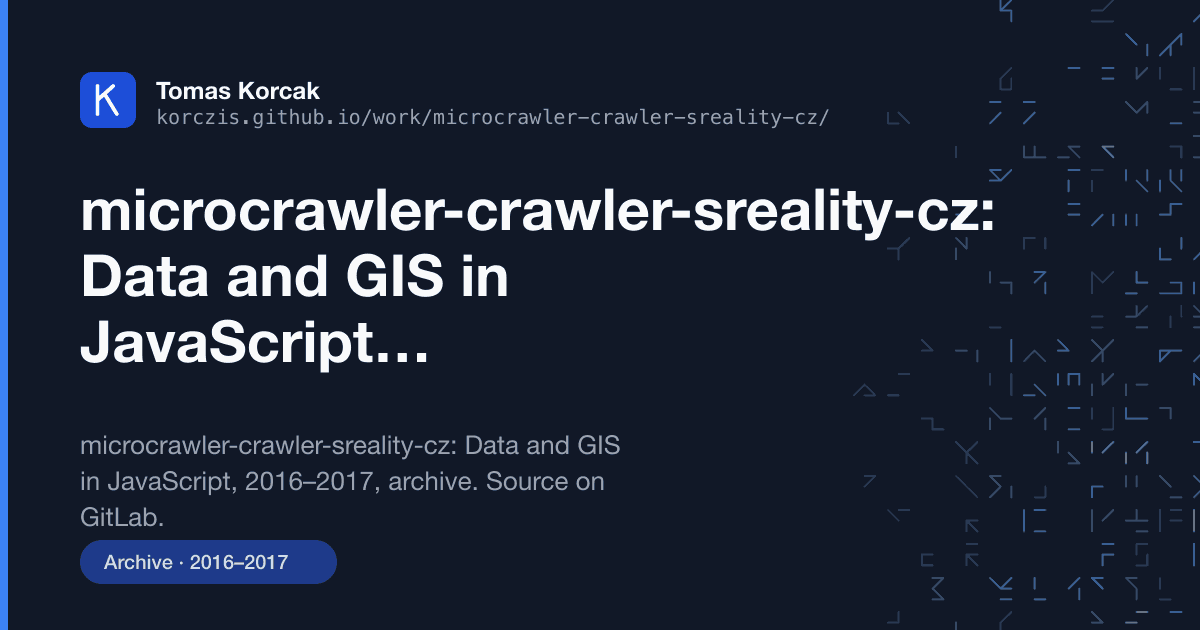 K
Tomas Korcak
korczis.github.io/work/microcrawler-crawler-sreality-cz/
microcrawler-crawler-sreality-cz:
Data and GIS in
JavaScript…
microcrawler-crawler-sreality-cz: Data and GIS
in JavaScript, 2016–2017, archive. Source on
GitLab.
Archive · 2016–2017